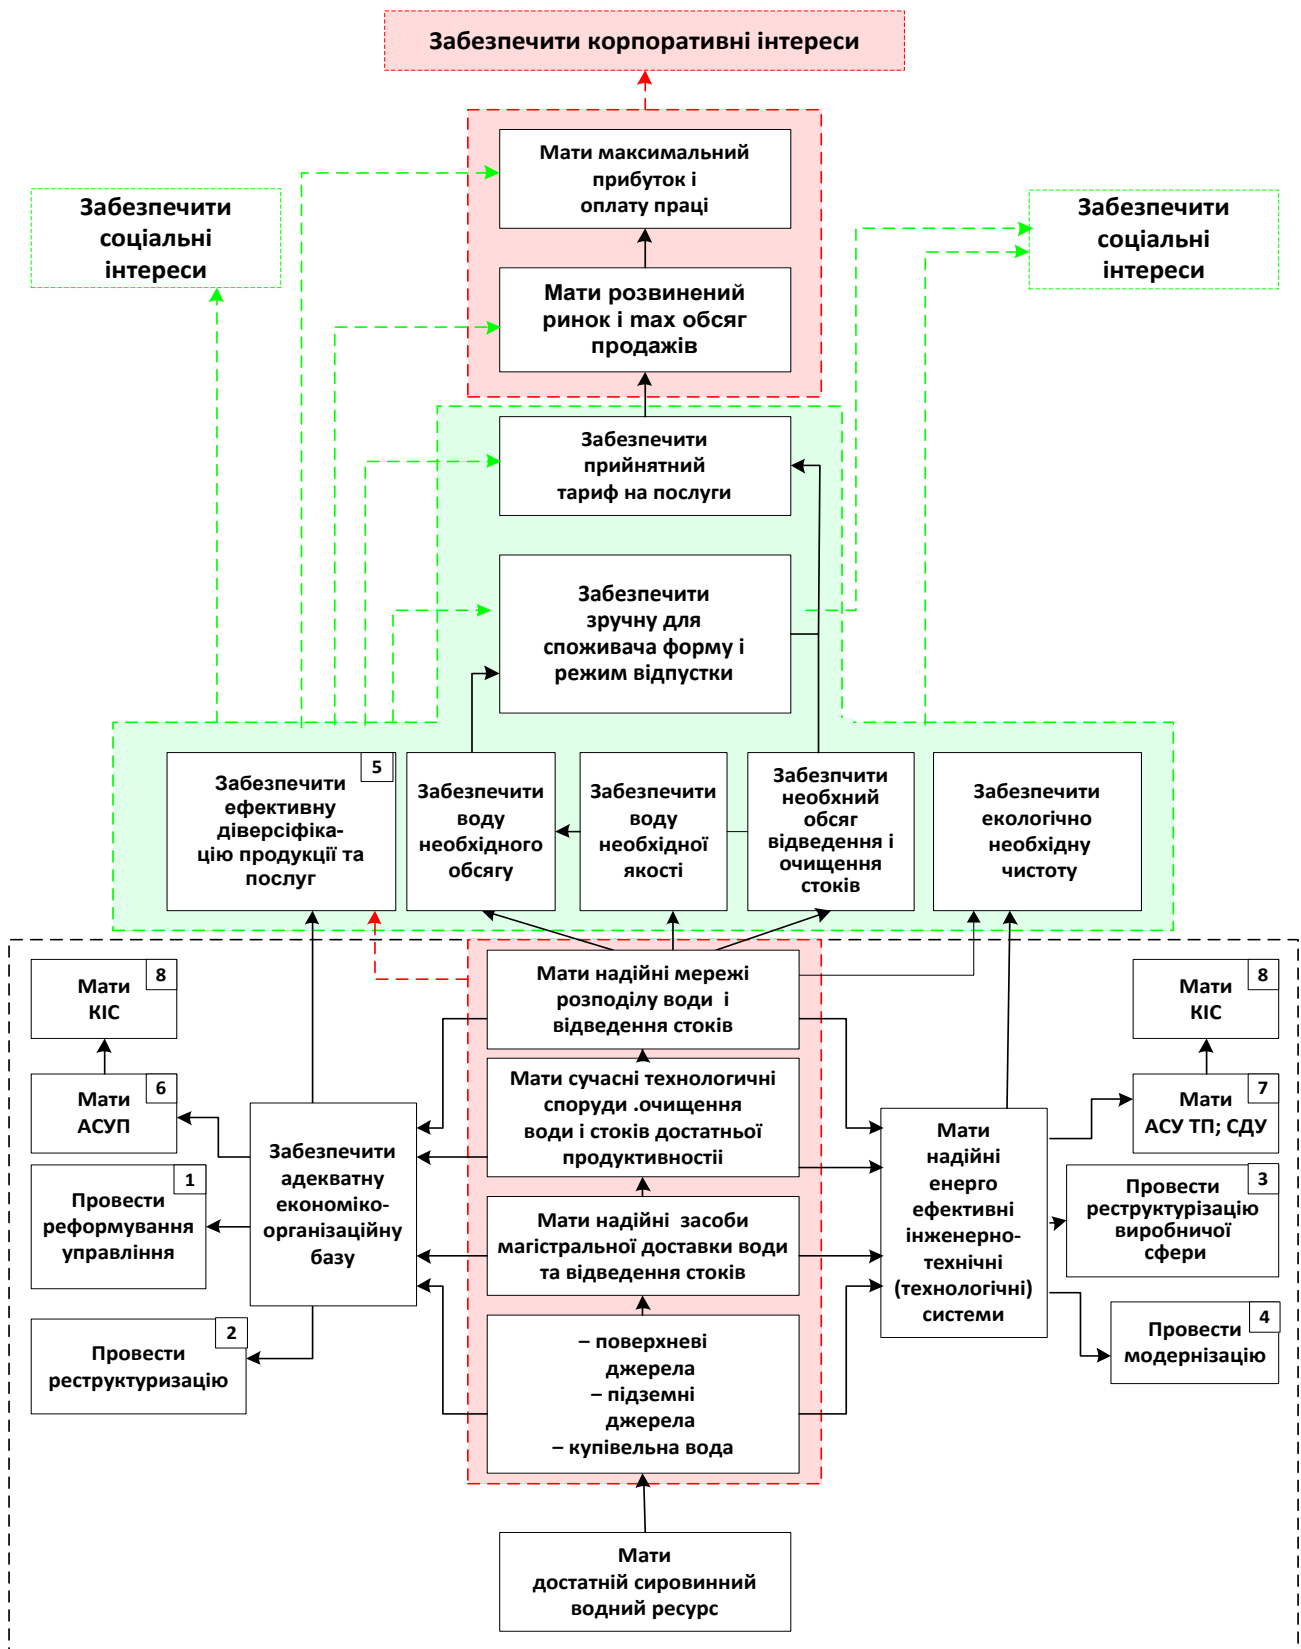 Забезпечити корпоративні інтереси
Мати максимальний
прибуток і
оплату праці
Забезпечити
соціальні
інтереси
Забезпечити
соціальні
інтереси
Мати розвинений
ринок і max обсяг
продажів
Забезпечити
прийнятний
тариф на послуги
Забезпечити
зручну для
споживача форму і
режим відпустки
5
Забезпечити
ефективну
діверсіфіка-
цію продукції та
послуг
Забезпечити
воду
необхідного
обсягу
Забезпечити
воду
необхідної
якості
Забезпчити
необхний
обсяг
відведення і
очищення
стоків
Забезпечити
екологічно
необхідну
чистоту
8
Мати
КІС
Мати надійні мережі
розподілу води і
відведення стоків
8
Мати
КІС
6
Мати
АСУП
Мати сучасні технологичні
споруди .очищення
води і стоків достатньої
продуктивностіі
7
Мати
АСУ ТП; СДУ
Забезпечити
адекватну
економіко-
організаційну
базу
Мати
надійні
енерго
ефективні
інженерно-
технічні
(технологічні)
системи
1
Провести
реформування
управління
3
Провести
реструктурізацію
виробничої
сфери
Мати надійні засоби
магістральної доставки води
та відведення стоків
2
Провести
реструктуризацію
4
Провести
модернізацію
– поверхневі
джерела
– підземні
джерела
– купівельна вода
Мати
достатній сировинний
водний ресурс